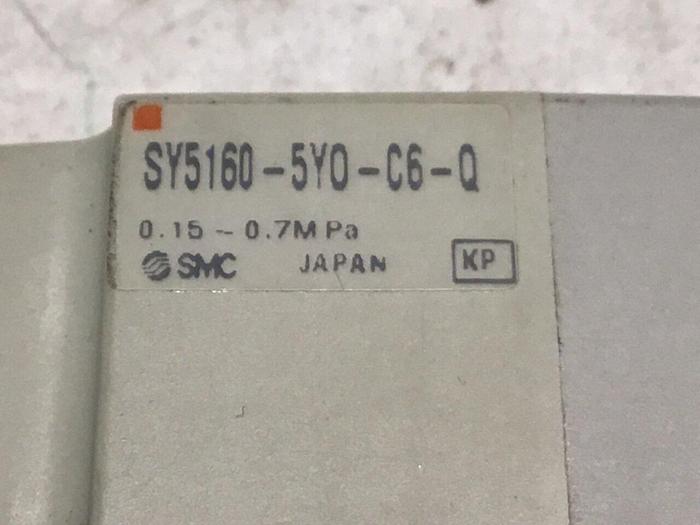 SY5160-5YO-C6-Q
0.15 ~ 0.7MPa
SMC JAPAN KP